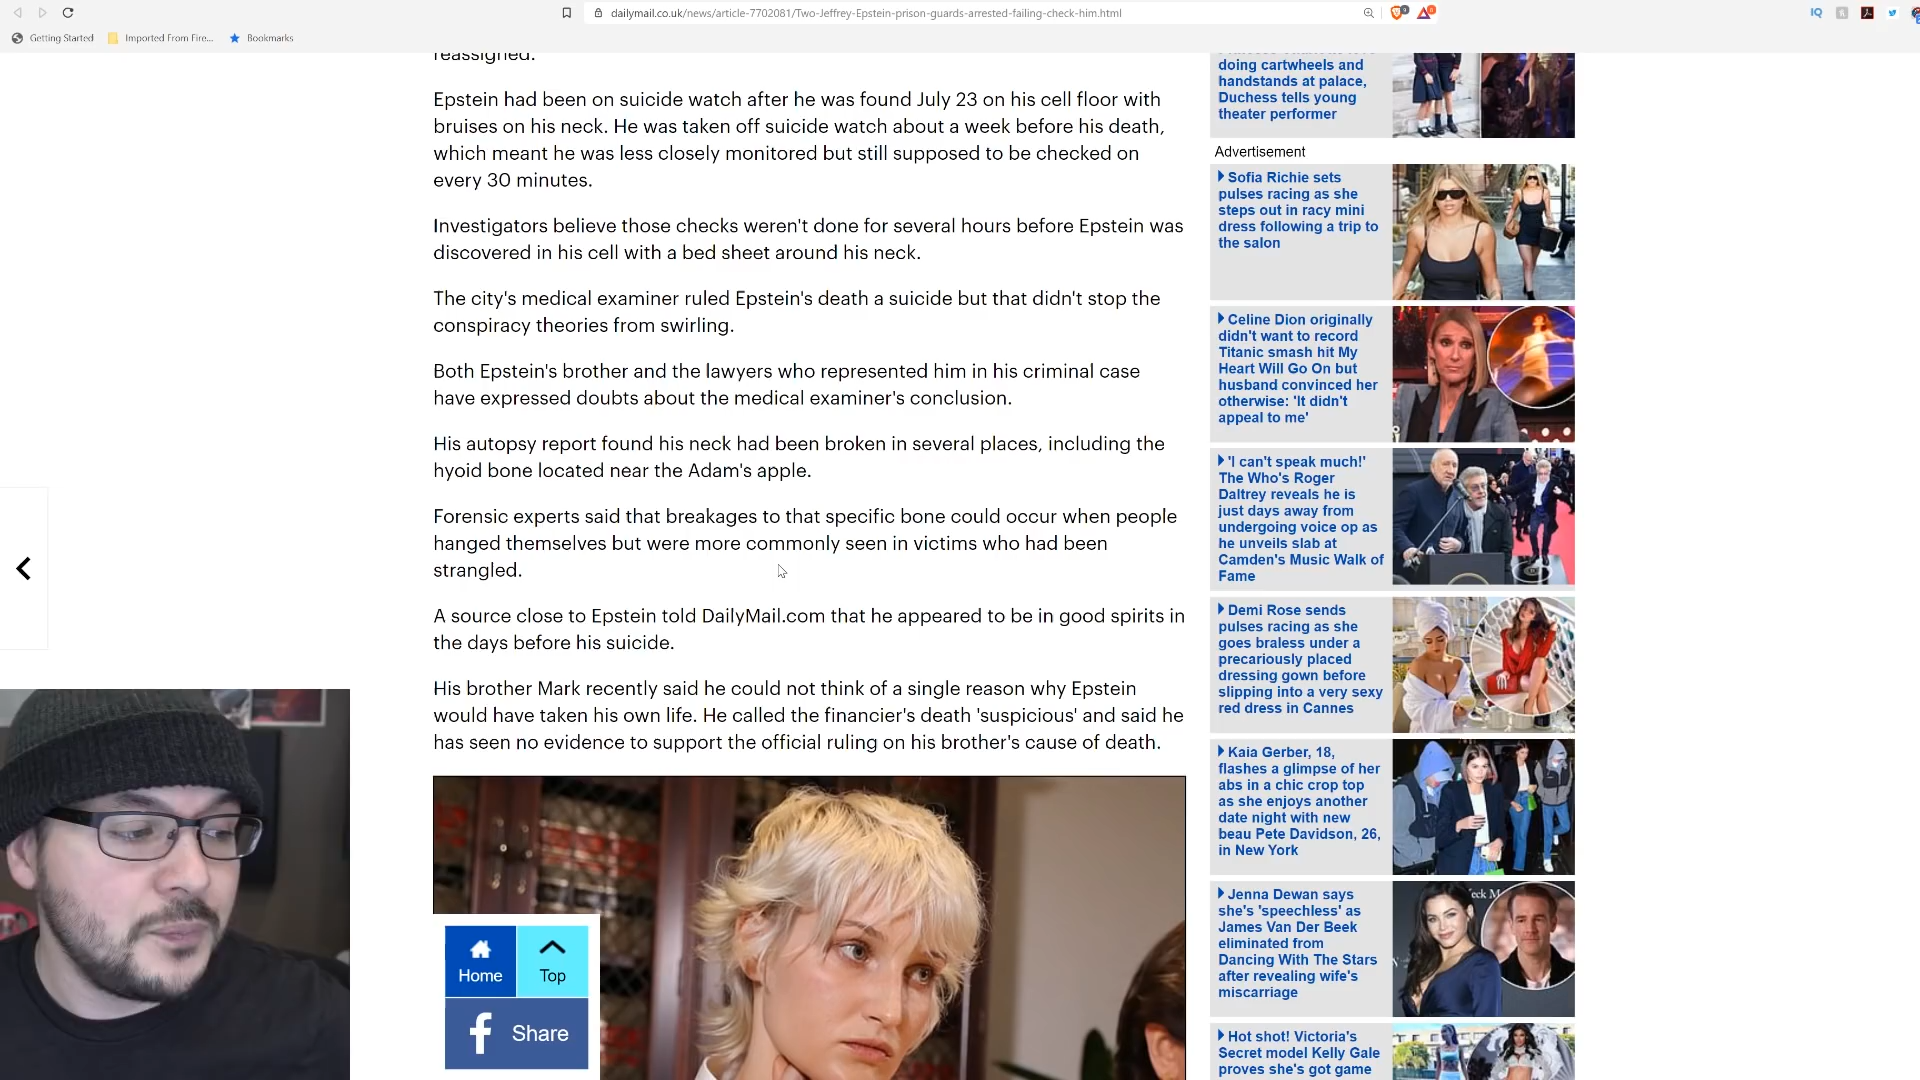 dailymail.co.uk/news/article-7702081/Two-Jeffrey-Epstein-prison-guards-arrested-failing-check-him.html
IQ
Getting Started
Imported From Fire...
Bookmarks
reassigned.
Epstein had been on suicide watch after he was found July 23 on his cell floor with
bruises on his neck. He was taken off suicide watch about a week before his death,
which meant he was less closely monitored but still supposed to be checked on
every 30 minutes.
Investigators believe those checks weren't done for several hours before Epstein was
discovered in his cell with a bed sheet around his neck.
The city's medical examiner ruled Epstein's death a suicide but that didn't stop the
conspiracy theories from swirling.
Both Epstein's brother and the lawyers who represented him in his criminal case
have expressed doubts about the medical examiner's conclusion.
His autopsy report found his neck had been broken in several places, including the
hyoid bone located near the Adam's apple.
Forensic experts said that breakages to that specific bone could occur when people
hanged themselves but were more commonly seen in victims who had been
strangled.
A source close to Epstein told DailyMail.com that he appeared to be in good spirits in
the days before his suicide.
His brother Mark recently said he could not think of a single reason why Epstein
would have taken his own life. He called the financier's death 'suspicious' and said he
has seen no evidence to support the official ruling on his brother's cause of death.
Home
Top
Share
doing cartwheels and
handstands at palace,
Duchess tells young
theater performer
Advertisement
Sofia Richie sets
pulses racing as she
steps out in racy mini
dress following a trip to
the salon
Celine Dion originally
didn't want to record
Titanic smash hit My
Heart Will Go On but
husband convinced her
otherwise: 'It didn't
appeal to me'
'I can't speak much!'
The Who's Roger
Daltrey reveals he is
just days away from
undergoing voice op as
he unveils slab at
Camden's Music Walk of
Fame
Demi Rose sends
pulses racing as she
goes braless under a
precariously placed
dressing gown before
slipping into a very sexy
red dress in Cannes
Kaia Gerber, 18,
flashes a glimpse of her
abs in a chic crop top
as she enjoys another
date night with new
beau Pete Davidson, 26,
in New York
Jenna Dewan says
she's 'speechless' as
James Van Der Beek
eliminated from
Dancing With The Stars
after revealing wife's
miscarriage
Hot shot! Victoria's
Secret model Kelly Gale
proves she's got game